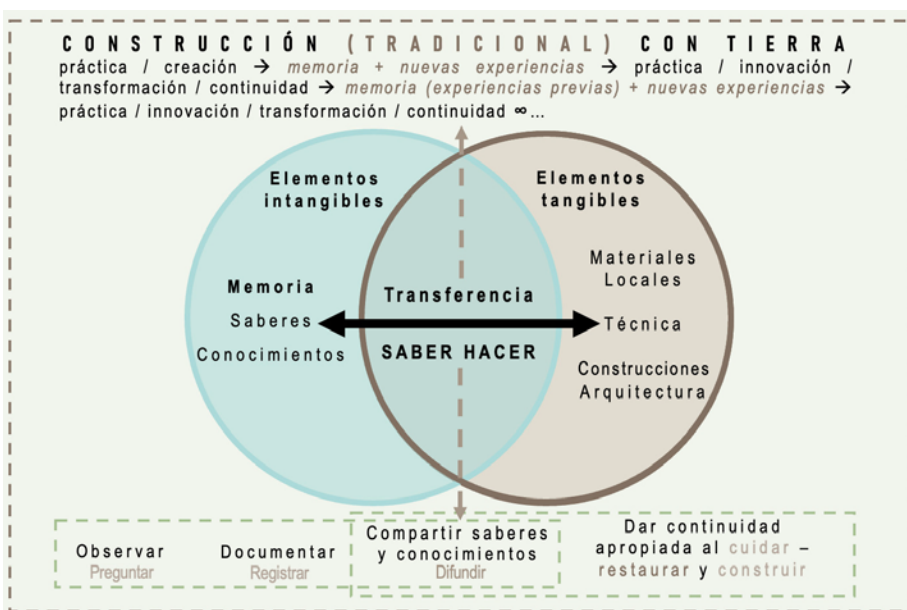 CONSTRUCCIÓN (TRADICIONAL) CON TIERRA
práctica / creación → memoria + nuevas experiencias → práctica / innovación /
transformación / continuidad → memoria (experiencias previas) + nuevas experiencias →
práctica / innovación / transformación / continuidad ∞ ...
Elementos
intangibles
Elementos
tangibles
Memoria
Saberes
Conocimientos
Transferencia
SABER HACER
Materiales
Locales
Técnica
Construcciones
Arquitectura
Observar
Preguntar
Documentar
Registrar
Compartir saberes
y conocimientos
Difundir
Dar continuidad
apropiada al cuidar –
restaurar y construir